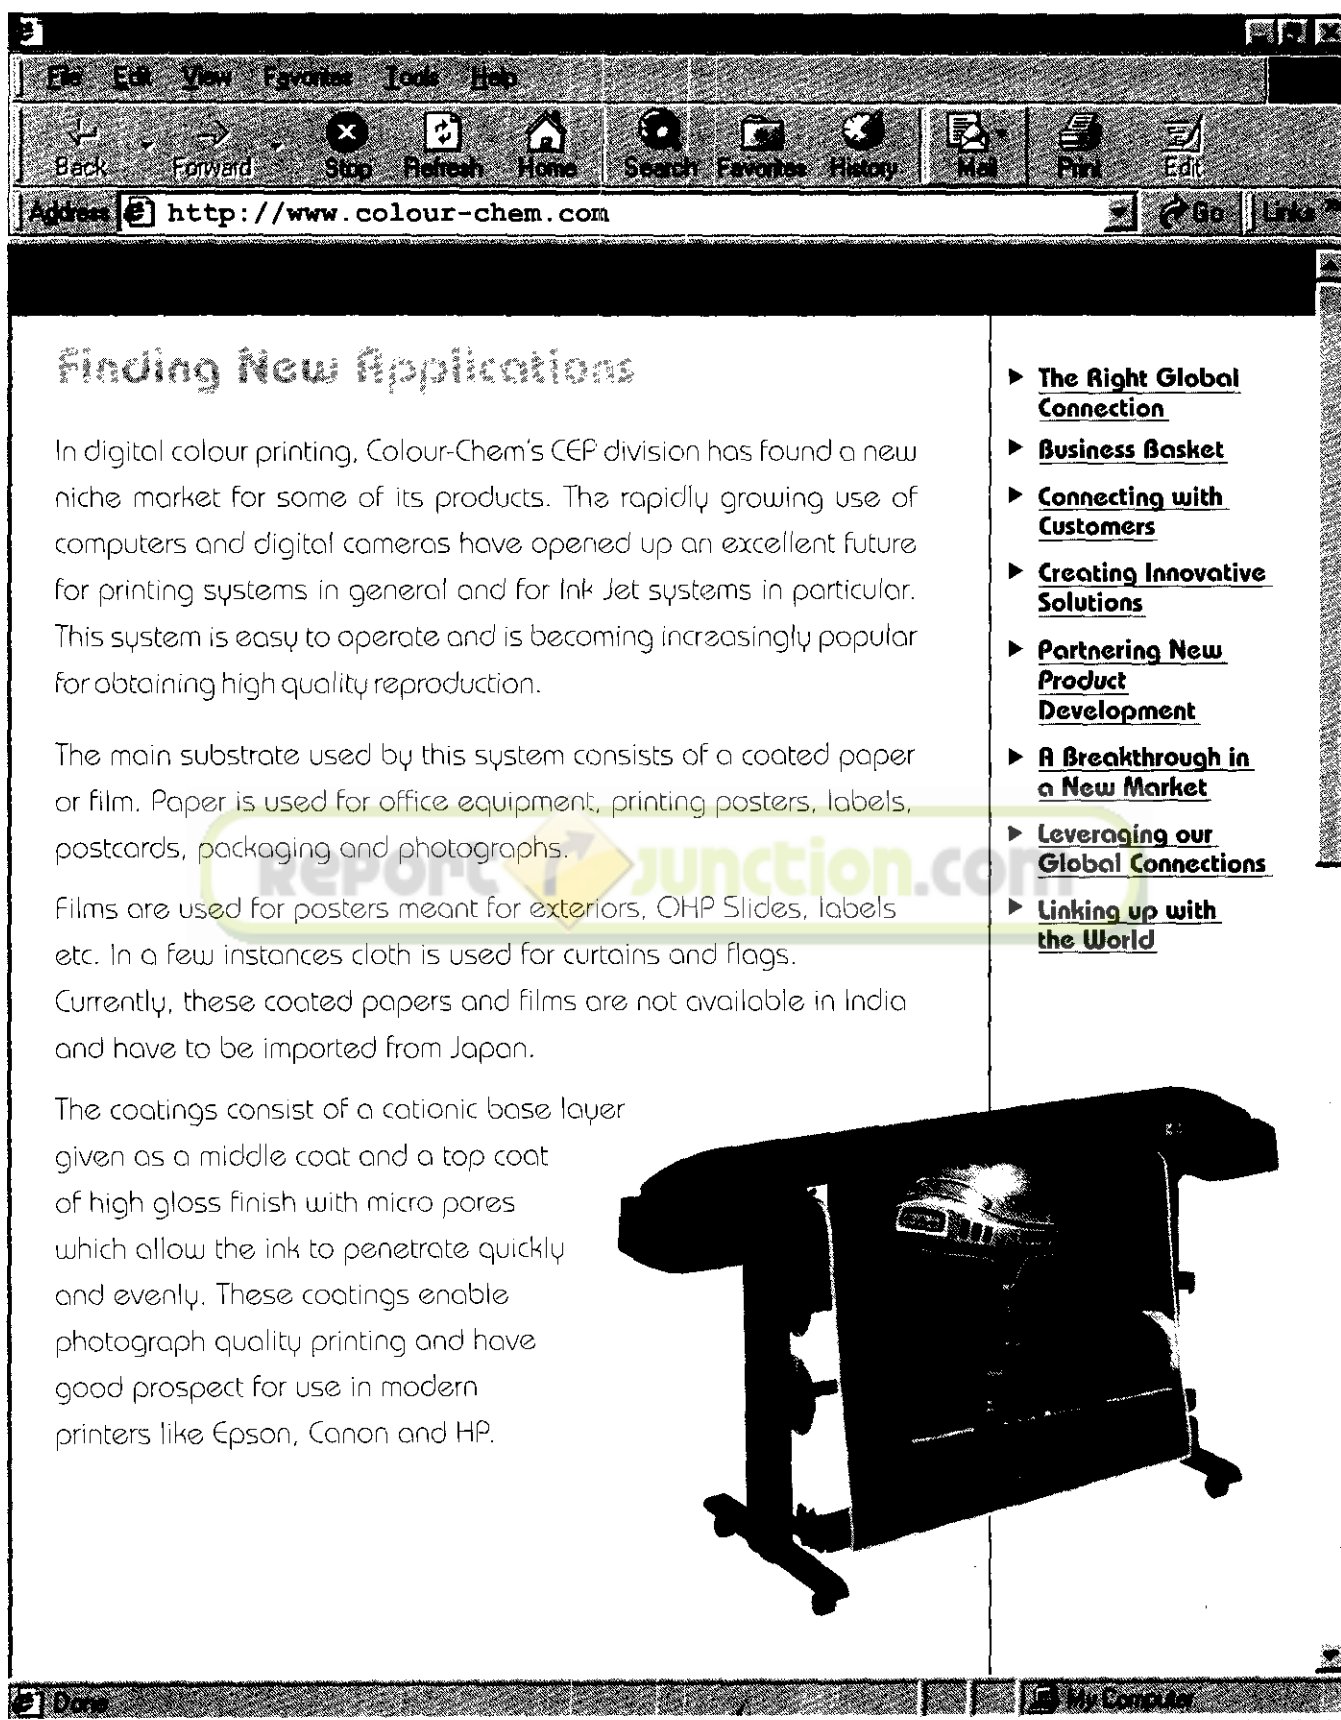 File Edit View Favorites Tools Help
Back Forward Stop Refresh Home Search Favorites History Mail Print Edit
Address http://www.colour-chem.com Go Links
Finding New Applications
In digital colour printing, Colour-Chem's CEP division has found a new
niche market for some of its products. The rapidly growing use of
computers and digital cameras have opened up an excellent future
for printing systems in general and for Ink Jet systems in particular.
This system is easy to operate and is becoming increasingly popular
for obtaining high quality reproduction.
The main substrate used by this system consists of a coated paper
or film. Paper is used for office equipment, printing posters, labels,
postcards, packaging and photographs.
Films are used for posters meant for exteriors, OHP Slides, labels
etc. In a few instances cloth is used for curtains and flags.
Currently, these coated papers and films are not available in India
and have to be imported from Japan.
The coatings consist of a cationic base layer
given as a middle coat and a top coat
of high gloss finish with micro pores
which allow the ink to penetrate quickly
and evenly. These coatings enable
photograph quality printing and have
good prospect for use in modern
printers like Epson, Canon and HP.
The Right Global
Connection
Business Basket
Connecting with
Customers
Creating Innovative
Solutions
Partnering New
Product
Development
A Breakthrough in
a New Market
Leveraging our
Global Connections
Linking up with
the World
Report Junction.com
Done My Computer